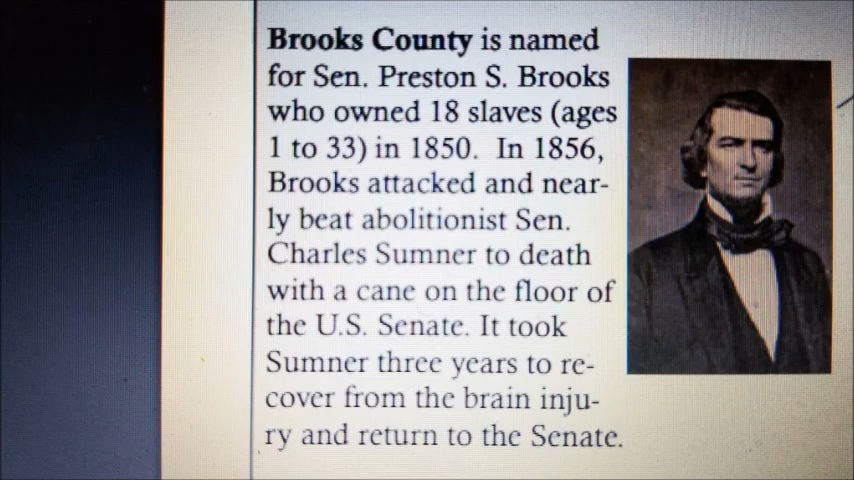 Brooks County is named
for Sen. Preston S. Brooks
who owned 18 slaves (ages
1 to 33) in 1850. In 1856,
Brooks attacked and near-
ly beat abolitionist Sen.
Charles Sumner to death
with a cane on the floor of
the U.S. Senate. It took
Sumner three years to re-
cover from the brain inju-
ry and return to the Senate.